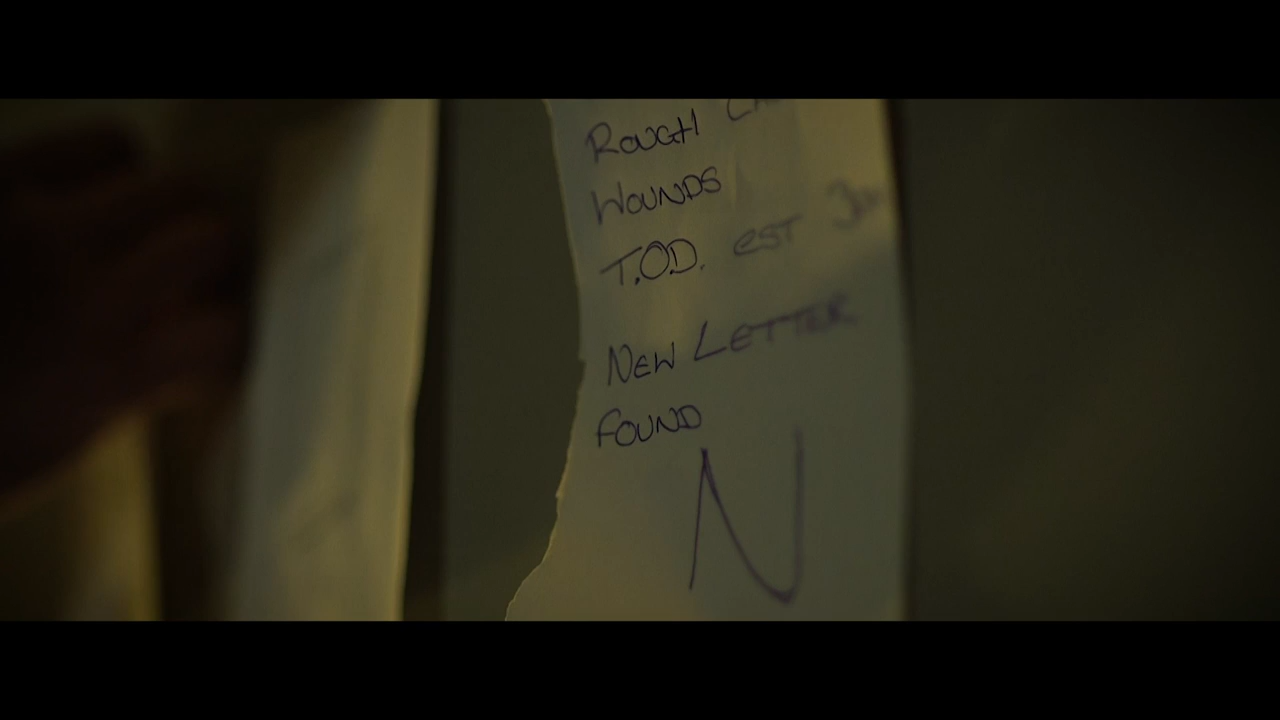 ROUGH
WOUNDS
T.O.D. EST
NEW LETTER
FOUND
N